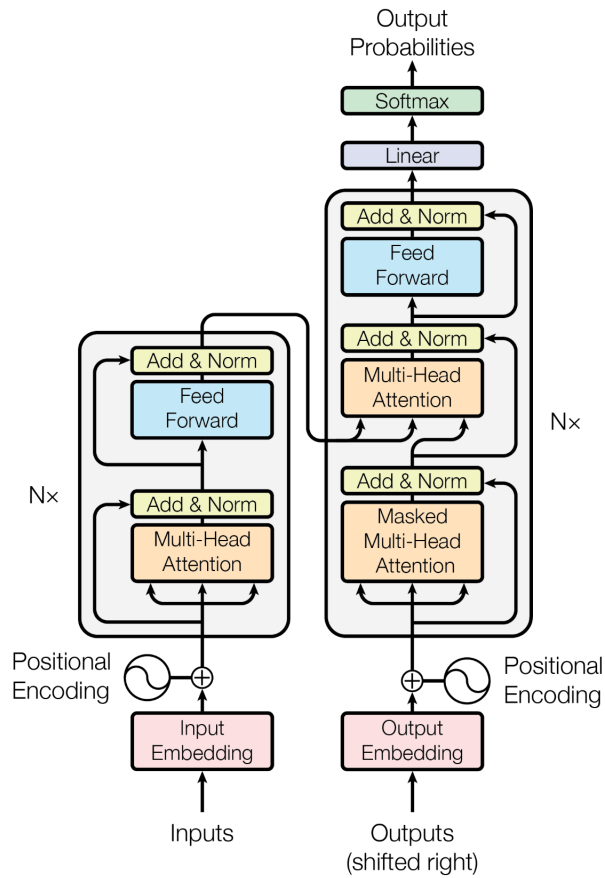 Output
Probabilities
Softmax
Linear
Add & Norm
Feed
Forward
Add & Norm
Multi-Head
Attention
Add & Norm
Masked
Multi-Head
Attention
N×
Add & Norm
Feed
Forward
Add & Norm
Multi-Head
Attention
N×
Positional
Encoding
Positional
Encoding
Input
Embedding
Output
Embedding
Inputs
Outputs
(shifted right)